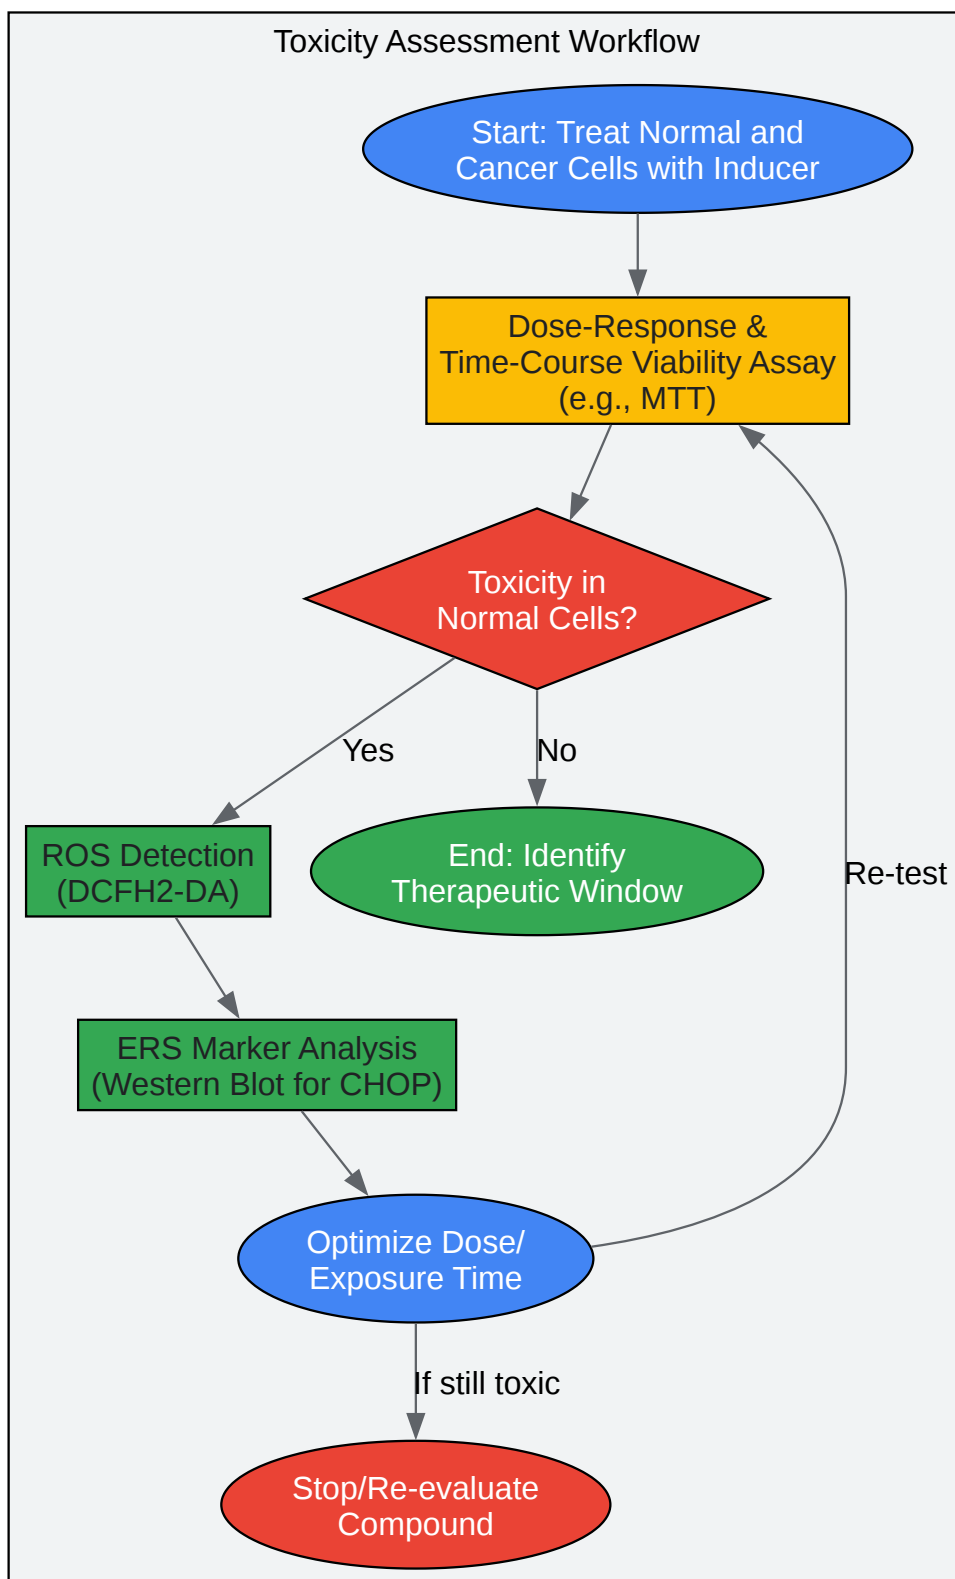 Toxicity Assessment Workflow
Start: Treat Normal and
Cancer Cells with Inducer
Dose-Response &
Time-Course Viability Assay
(e.g., MTT)
Toxicity in
Normal Cells?
Yes
No
ROS Detection
(DCFH2-DA)
End: Identify
Therapeutic Window
Re-test
ERS Marker Analysis
(Western Blot for CHOP)
Optimize Dose/
Exposure Time
If still toxic
Stop/Re-evaluate
Compound